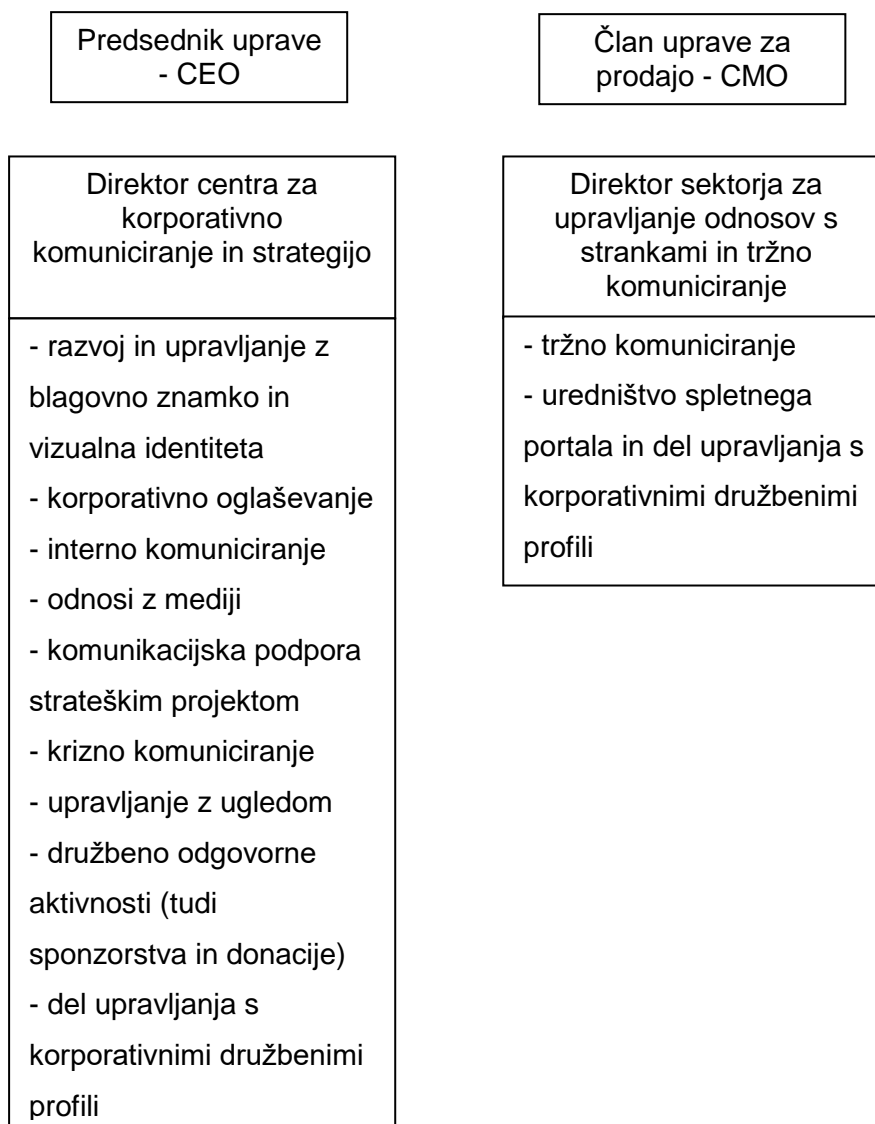 Predsednik uprave
- CEO
Član uprave za
prodajo - CMO
Direktor centra za
korporativno
komuniciranje in strategijo
Direktor sektorja za
upravljanje odnosov s
strankami in tržno
komuniciranje
- razvoj in upravljanje z
blagovno znamko in
vizualna identiteta
- korporativno oglaševanje
- interno komuniciranje
- odnosi z mediji
- komunikacijska podpora
strateškim projektom
- krizno komuniciranje
- upravljanje z ugledom
- družbeno odgovorne
aktivnosti (tudi
sponzorstva in donacije)
- del upravljanja s
korporativnimi družbenimi
profili
- tržno komuniciranje
- uredništvo spletnega
portala in del upravljanja s
korporativnimi družbenimi
profili